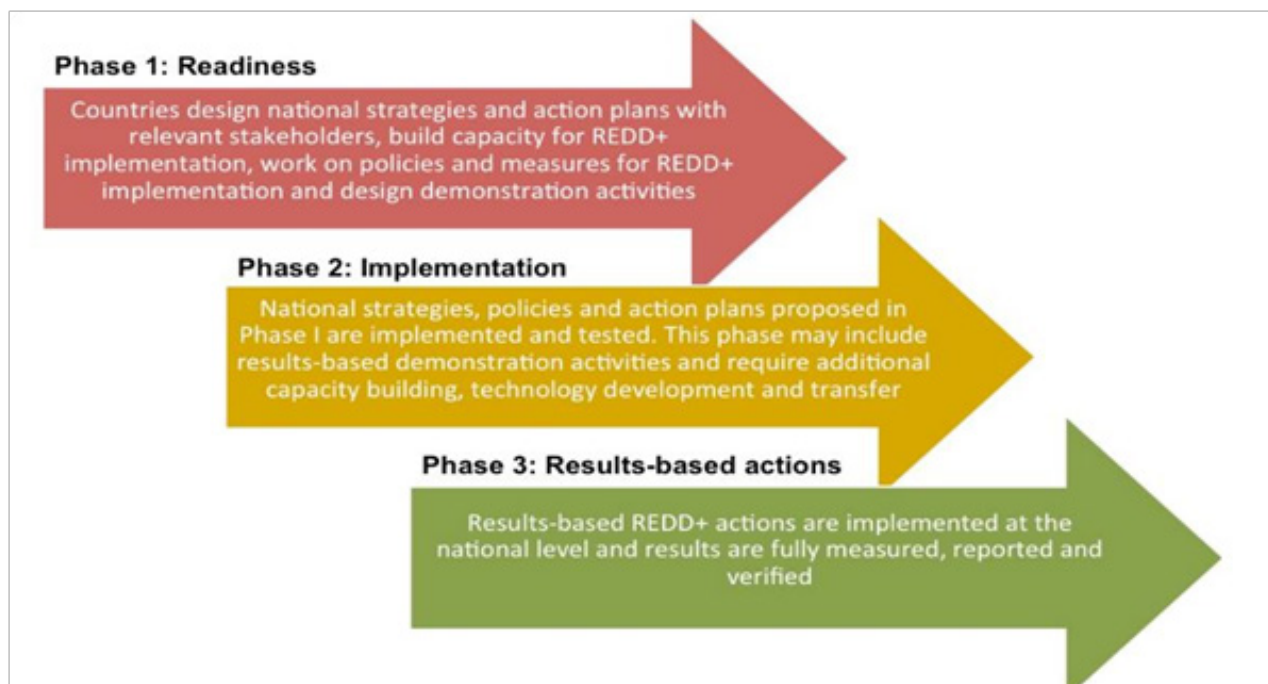 Phase 1: Readiness
Countries design national strategies and action plans with
relevant stakeholders, build capacity for REDD+
implementation, work on policies and measures for REDD+
implementation and design demonstration activities
Phase 2: Implementation
National strategies, policies and action plans proposed in
Phase I are implemented and tested. This phase may include
results-based demonstration activities and require additional
capacity building, technology development and transfer
Phase 3: Results-based actions
Results-based REDD+ actions are implemented at the
national level and results are fully measured, reported and
verified